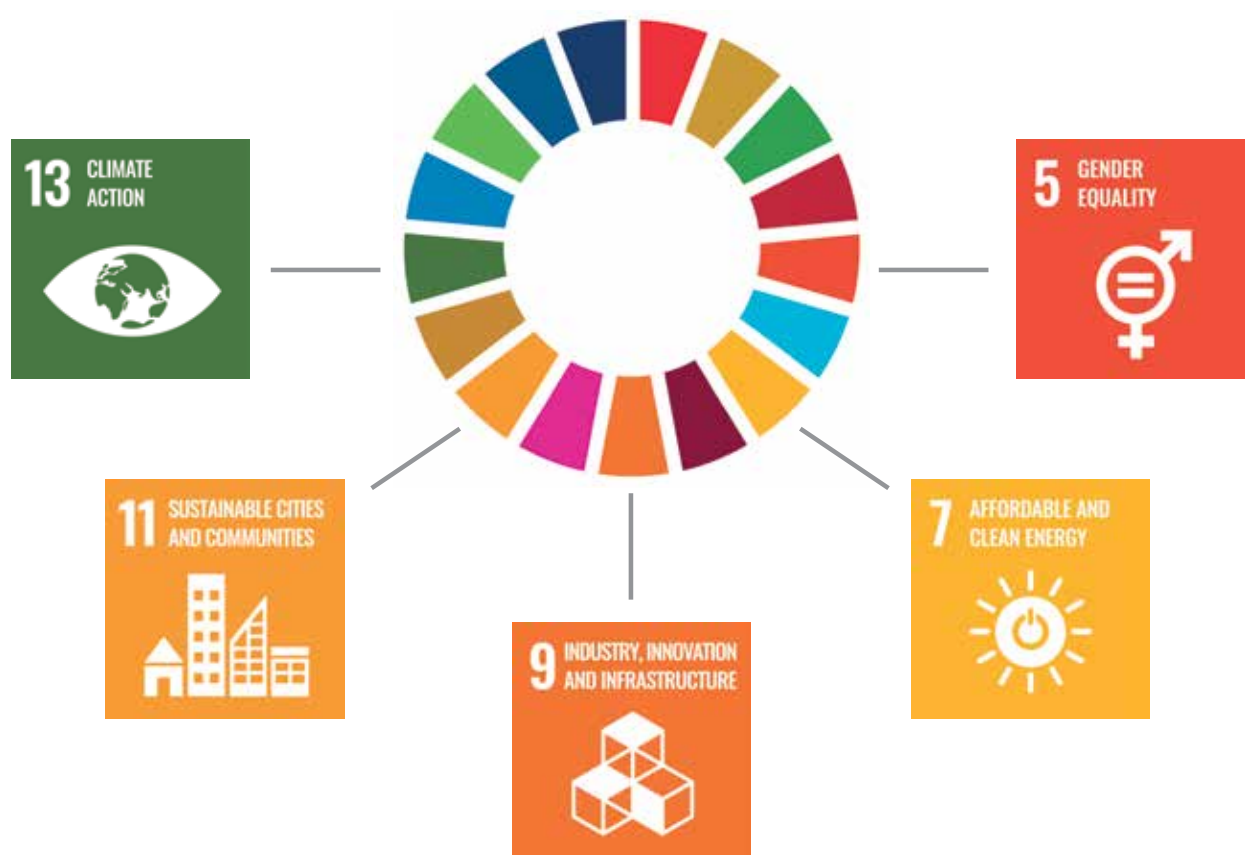 13 CLIMATE
ACTION
5 GENDER
EQUALITY
11 SUSTAINABLE CITIES
AND COMMUNITIES
7 AFFORDABLE AND
CLEAN ENERGY
9 INDUSTRY, INNOVATION
AND INFRASTRUCTURE